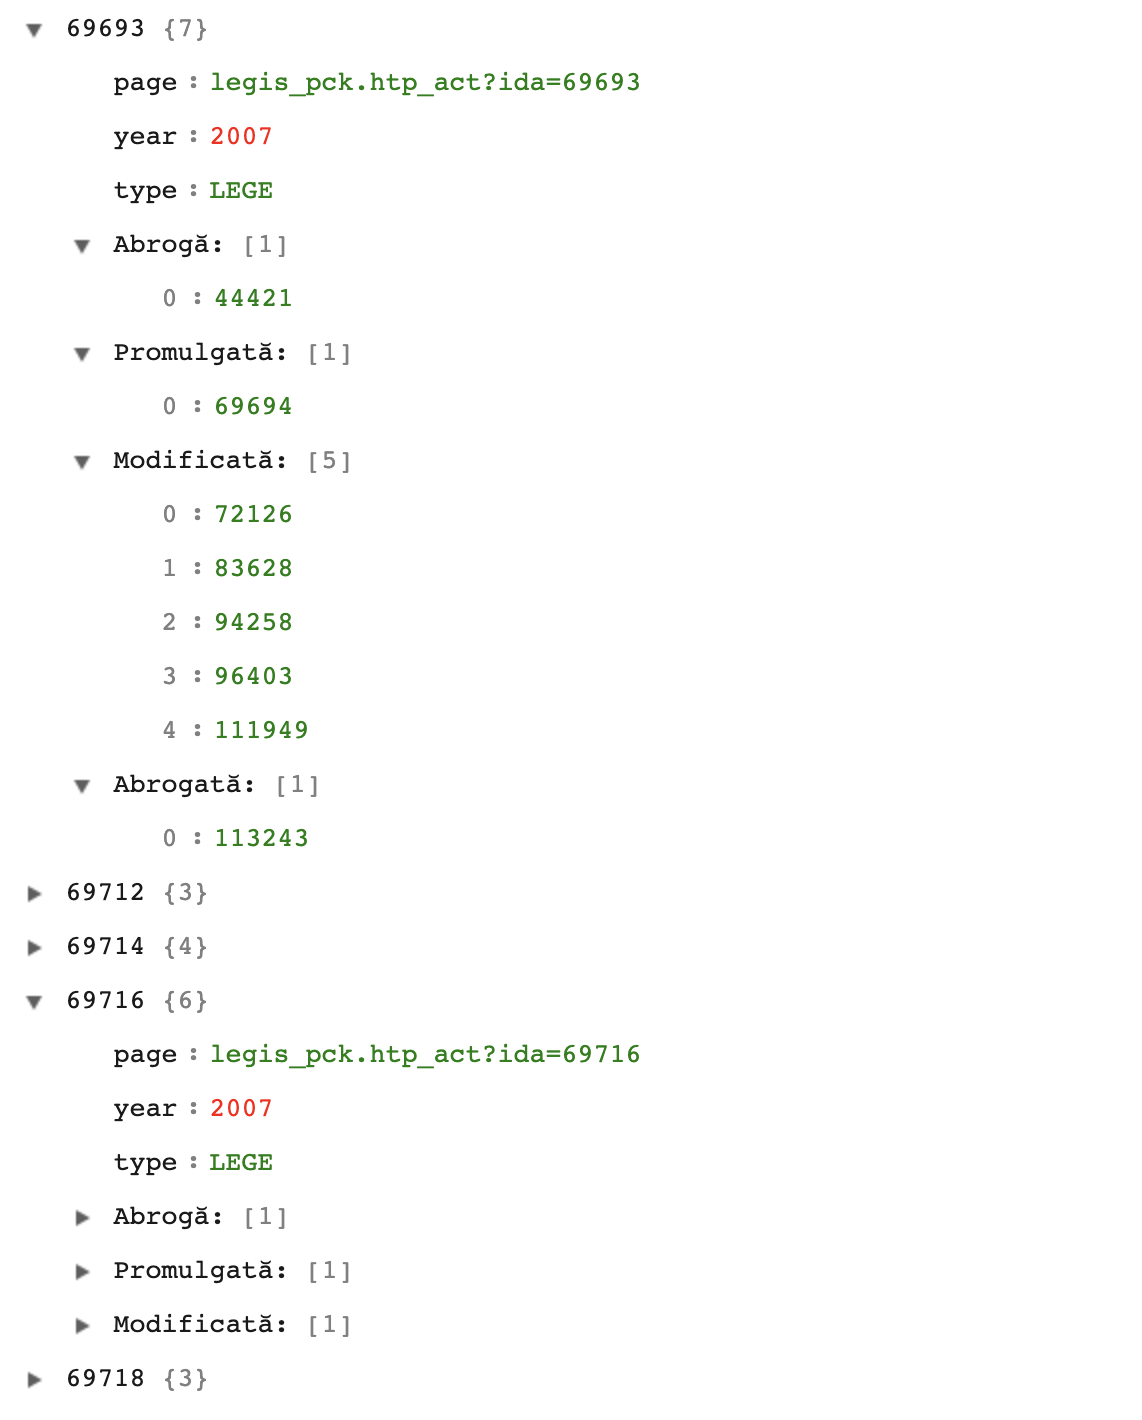 69693 {7}
page : legis_pck.htp_act?ida=69693
year : 2007
type : LEGE
Abrogă: [1]
0 : 44421
Promulgată: [1]
0 : 69694
Modificată: [5]
0 : 72126
1 : 83628
2 : 94258
3 : 96403
4 : 111949
Abrogată: [1]
0 : 113243
69712 {3}
69714 {4}
69716 {6}
page : legis_pck.htp_act?ida=69716
year : 2007
type : LEGE
Abrogă: [1]
Promulgată: [1]
Modificată: [1]
69718 {3}